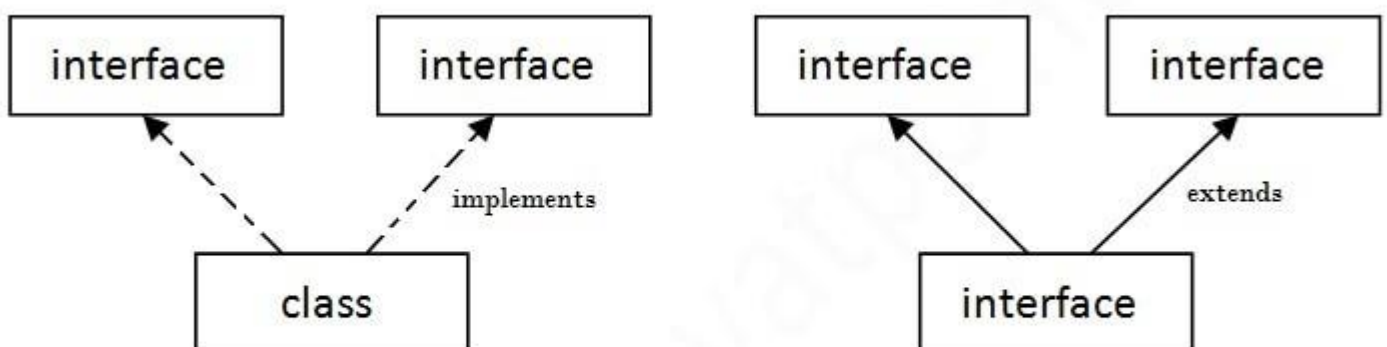 interface interface interface interface
implements extends
class interface